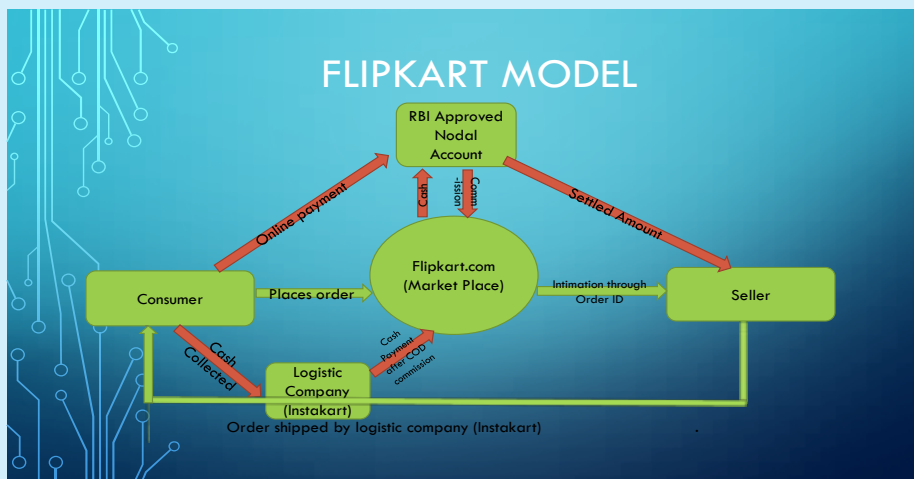 FLIPKART MODEL
RBI Approved
Nodal
Account
Online payment
Cash
Comm
-ission
Settled Amount
Flipkart.com
(Market Place)
Consumer
Places order
Intimation through
Order ID
Seller
Cash
Collected
Cash
Payment
after COD
commission
Logistic
Company
(Instakart)
Order shipped by logistic company (Instakart)
.